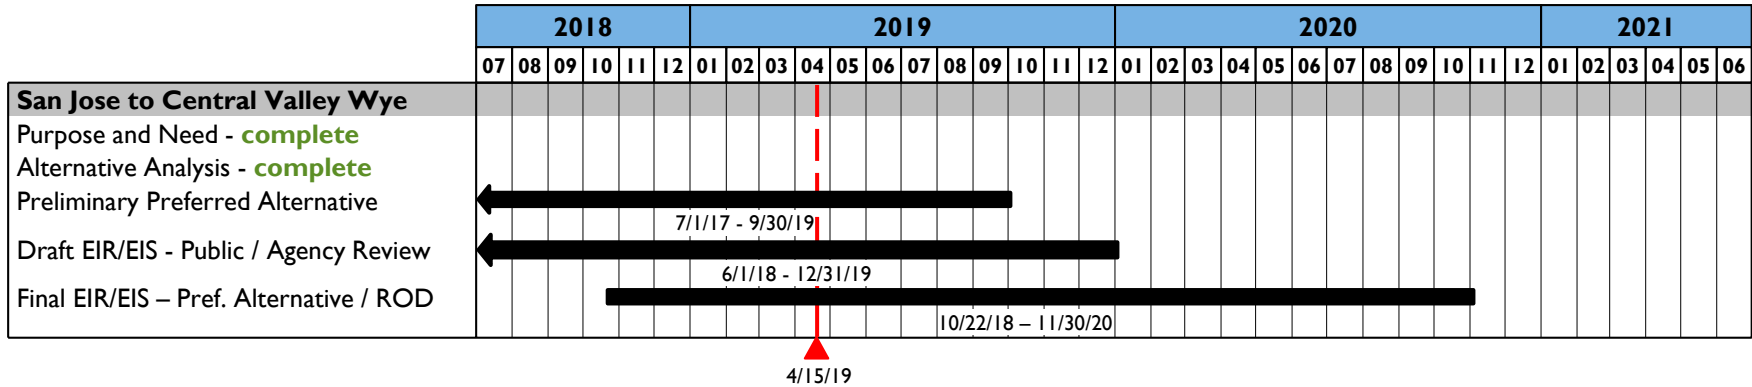 2018 2019 2020 2021
07 08 09 10 11 12 01 02 03 04 05 06 07 08 09 10 11 12 01 02 03 04 05 06 07 08 09 10 11 12 01 02 03 04 05 06
San Jose to Central Valley Wye
Purpose and Need - complete
Alternative Analysis - complete
Preliminary Preferred Alternative
7/1/17 - 9/30/19
Draft EIR/EIS - Public / Agency Review
6/1/18 - 12/31/19
Final EIR/EIS – Pref. Alternative / ROD
10/22/18 – 11/30/20
4/15/19